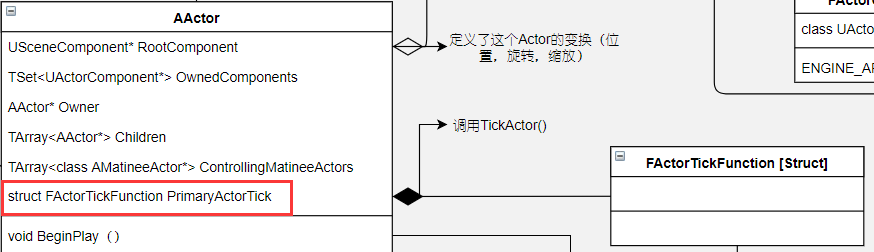 AActor
USceneComponent* RootComponent
TSet<UActorComponent*> OwnedComponents
AActor* Owner
TArray<AActor*> Children
TArray<class AMatineeActor*> ControllingMatineeActors
struct FActorTickFunction PrimaryActorTick
void BeginPlay（）
定义了这个Actor的变换（位
置，旋转，缩放）
调用TickActor()
class UActo
ENGINE_AP
FActorTickFunction [Struct]